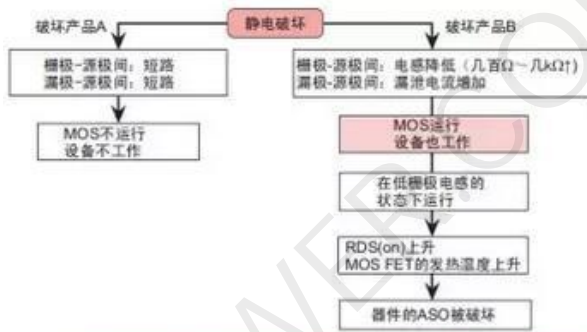 静电破坏
破坏产品A
破坏产品B
栅极-源极间：短路
漏极-源极间：短路
MOS不运行
设备不工作
栅极-源极间：电感降低（几百Ω～几kΩ↑）
漏极-源极间：漏泄电流增加
MOS运行
设备也工作
在低栅极电感的
状态下运行
RDS(on)上升
MOS FET的发热温度上升
器件的ASO被破坏